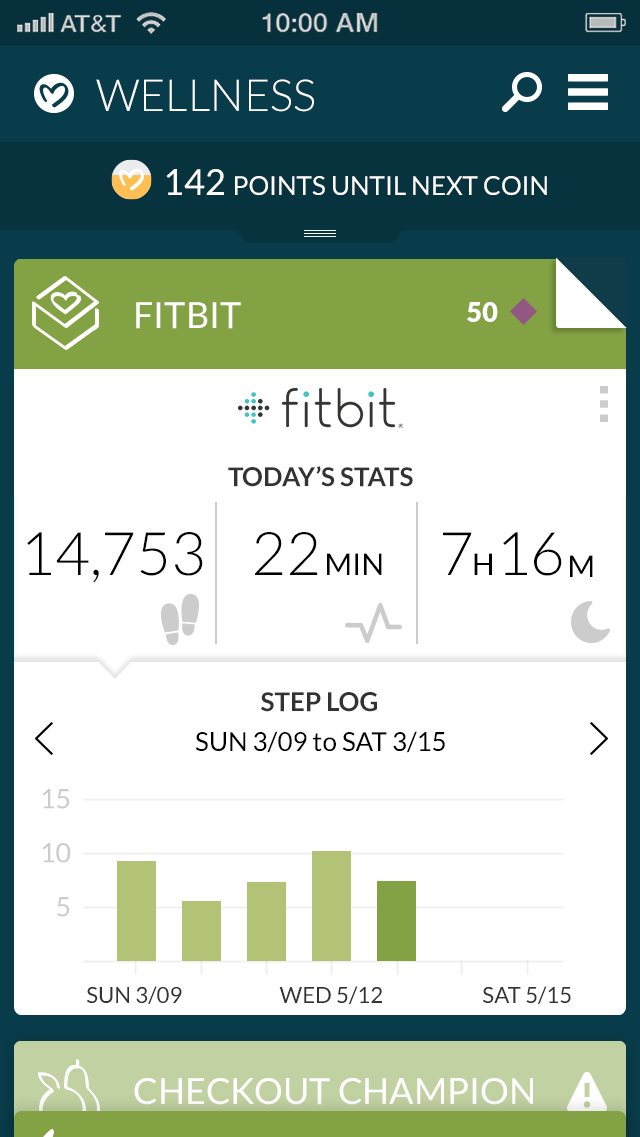 AT&T 10:00 AM
WELLNESS
142 POINTS UNTIL NEXT COIN
FITBIT 50
fitbit®
TODAY'S STATS
14,753 22 MIN 7H16M
STEP LOG
SUN 3/09 to SAT 3/15
15
10
5
SUN 3/09 WED 5/12 SAT 5/15
CHECKOUT CHAMPION